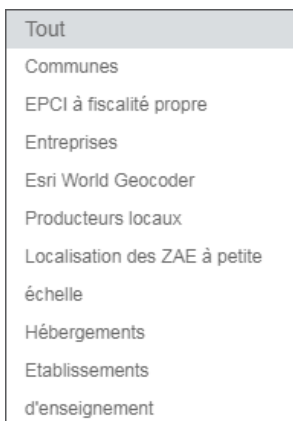 Tout
Communes
EPCI à fiscalité propre
Entreprises
Esri World Geocoder
Producteurs locaux
Localisation des ZAE à petite
échelle
Hébergements
Etablissements
d'enseignement